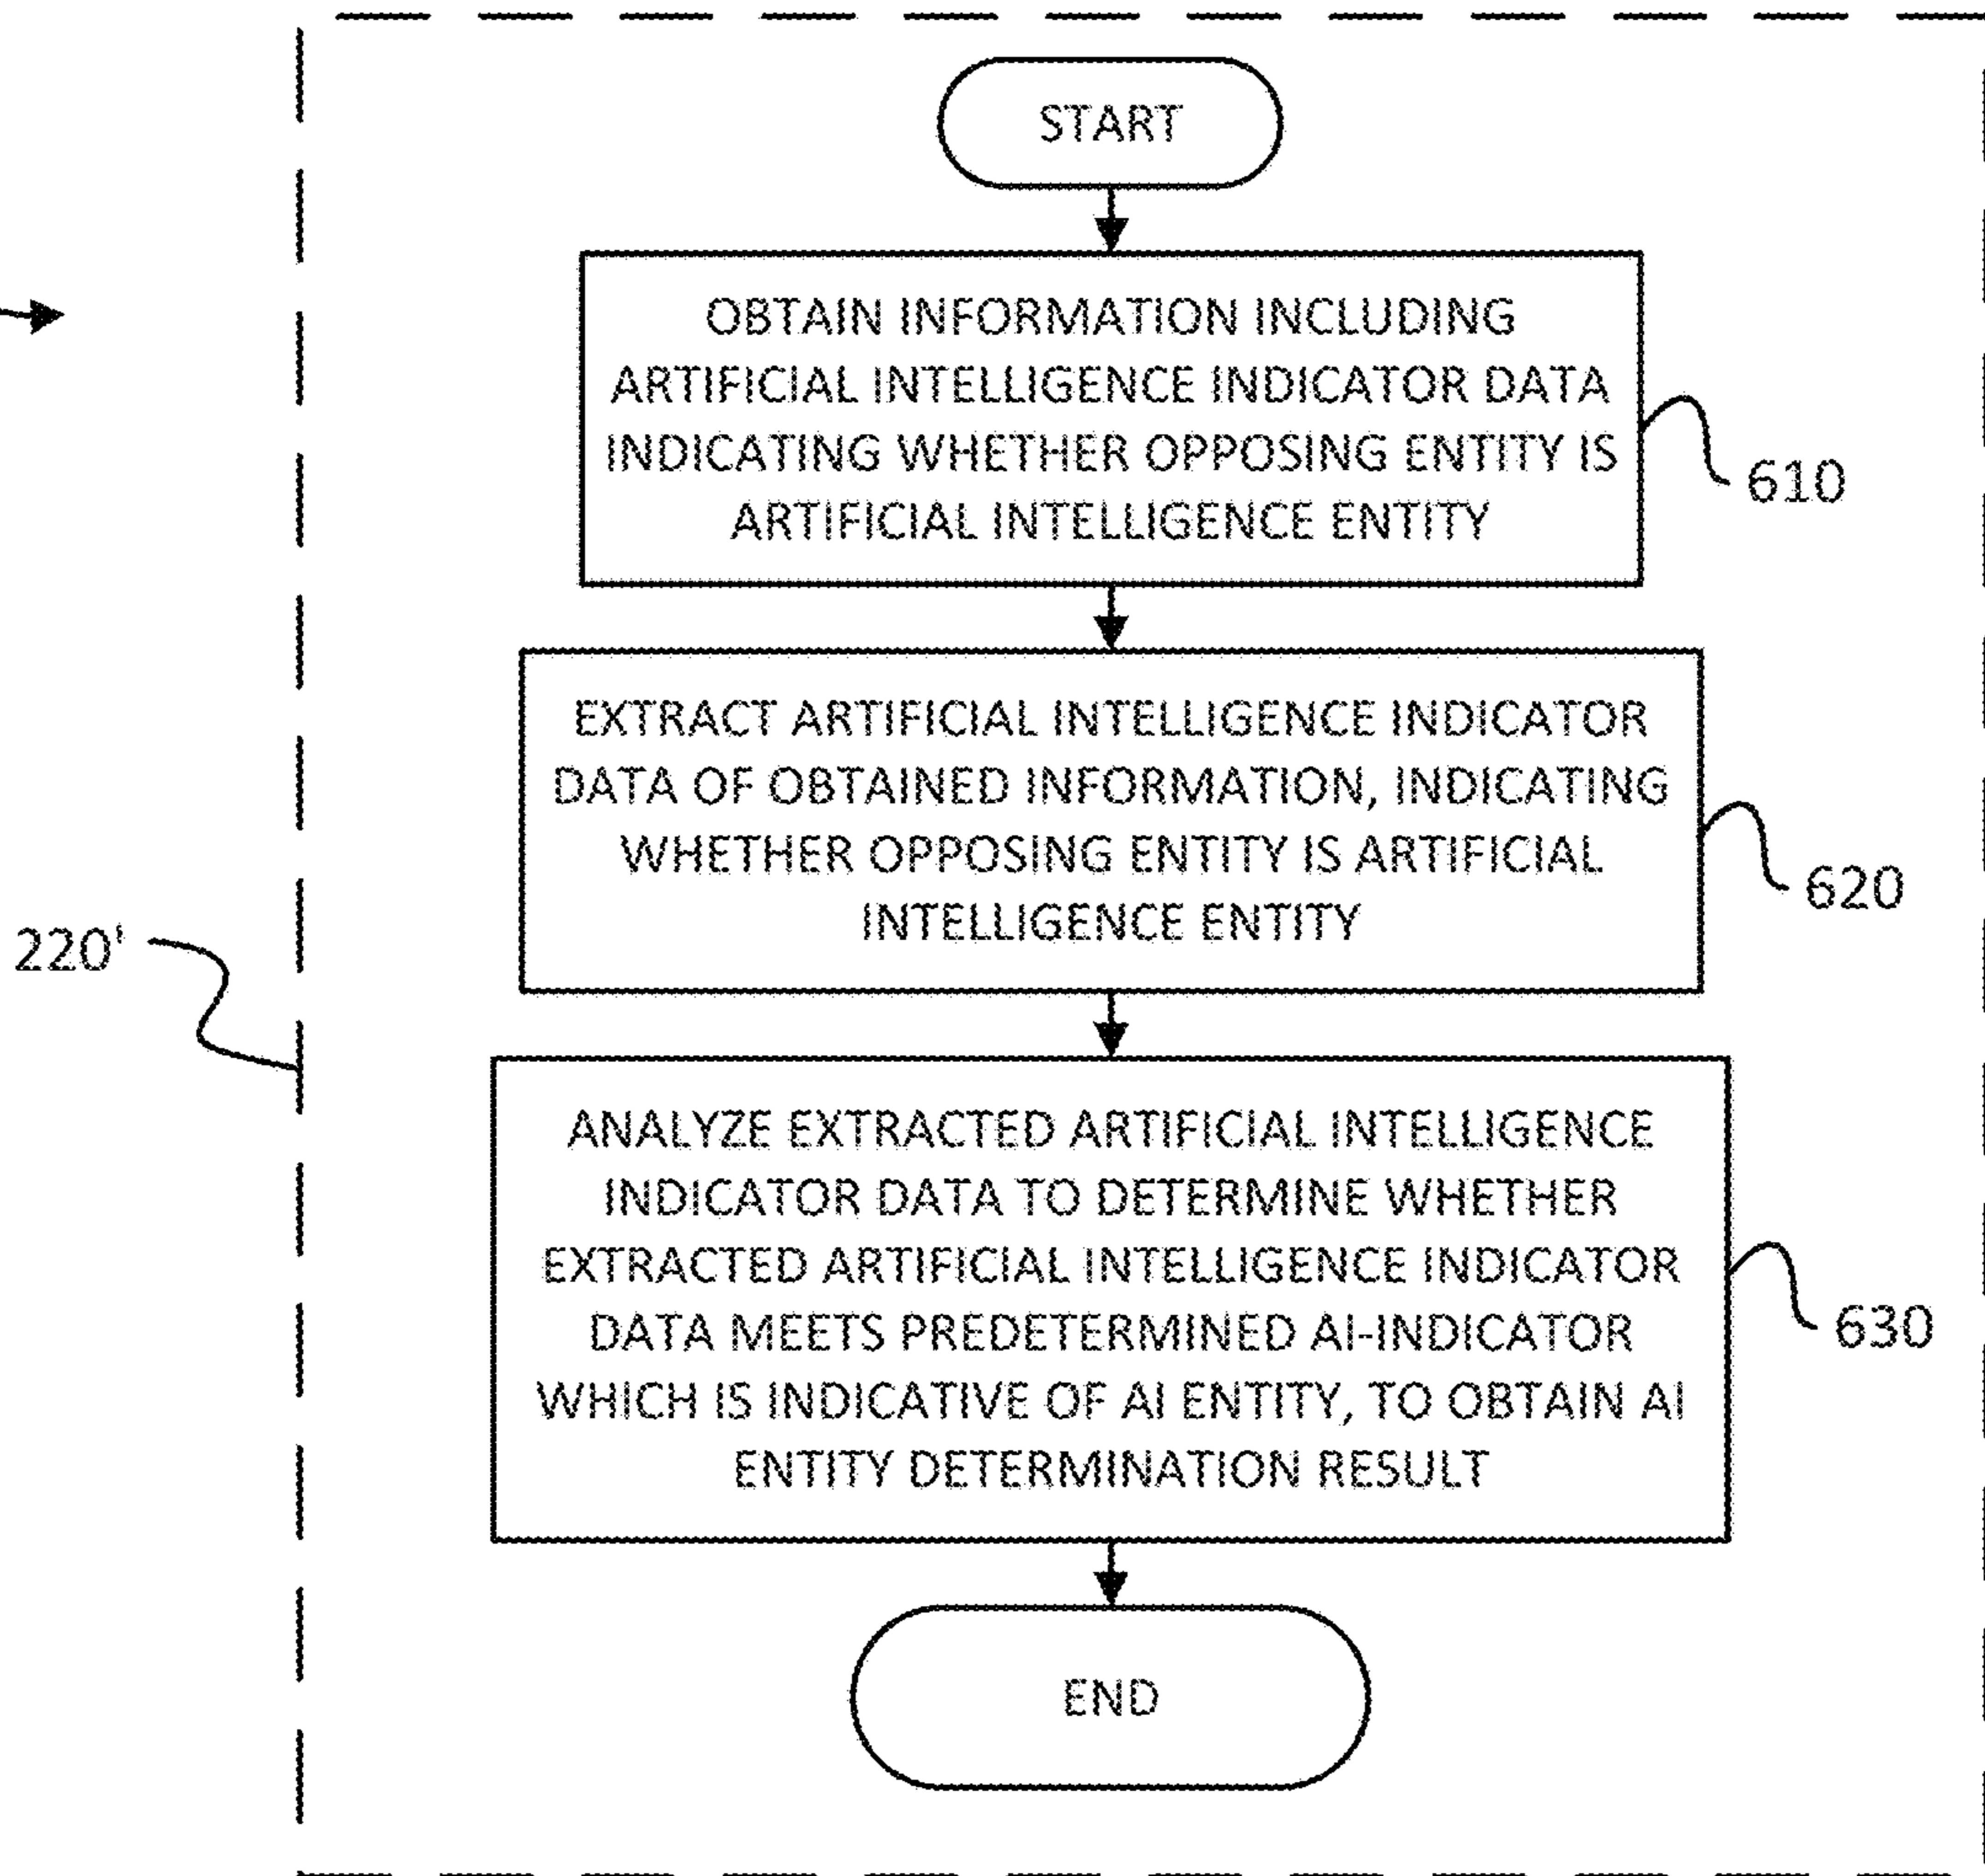 START
OBTAIN INFORMATION INCLUDING
ARTIFICIAL INTELLIGENCE INDICATOR DATA
INDICATING WHETHER OPPOSING ENTITY IS
ARTIFICIAL INTELLIGENCE ENTITY
610
EXTRACT ARTIFICIAL INTELLIGENCE INDICATOR
DATA OF OBTAINED INFORMATION, INDICATING
WHETHER OPPOSING ENTITY IS ARTIFICIAL
INTELLIGENCE ENTITY
620
220'
ANALYZE EXTRACTED ARTIFICIAL INTELLIGENCE
INDICATOR DATA TO DETERMINE WHETHER
EXTRACTED ARTIFICIAL INTELLIGENCE INDICATOR
DATA MEETS PREDETERMINED AI-INDICATOR
WHICH IS INDICATIVE OF AI ENTITY, TO OBTAIN AI
ENTITY DETERMINATION RESULT
630
END